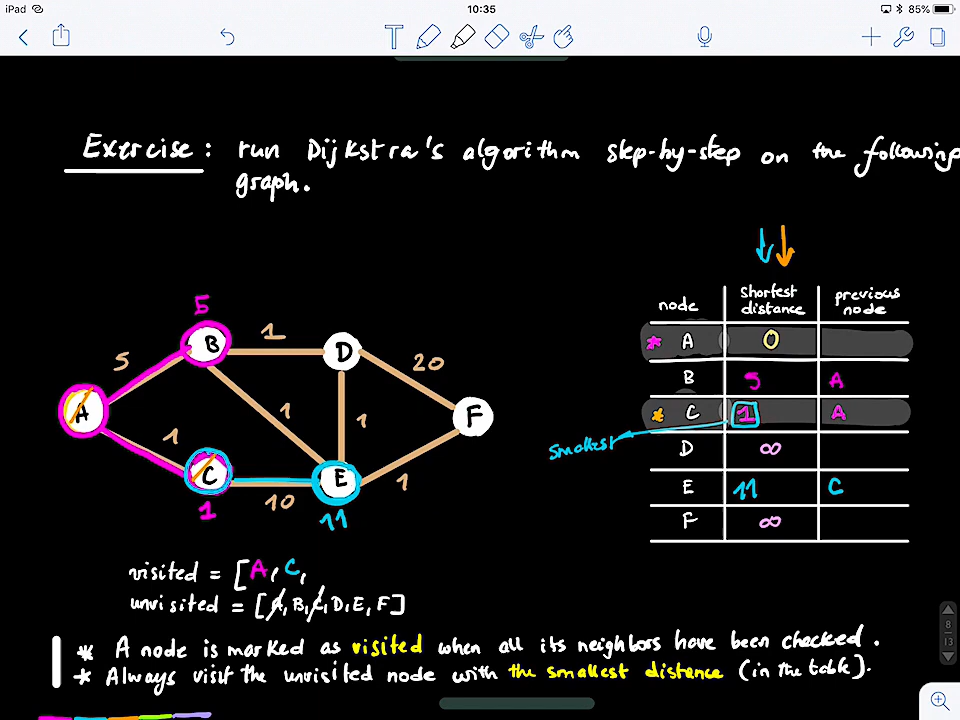 iPad 10:35 85%
T
Exercise: run Dijkstra's algorithm step-by-step on the following
graph.
5
B 1 D
5 20
A 1 1 F
1
C 10 E 1
1 11
node shortest distance previous node
* A 0
B 5 A
* C 1 A
smallest
D ∞
E 11 C
F ∞
visited = [A, C,
unvisited = [A, B, C, D, E, F]
* A node is marked as visited when all its neighbors have been checked.
* Always visit the unvisited node with the smallest distance (in the table).
8
13